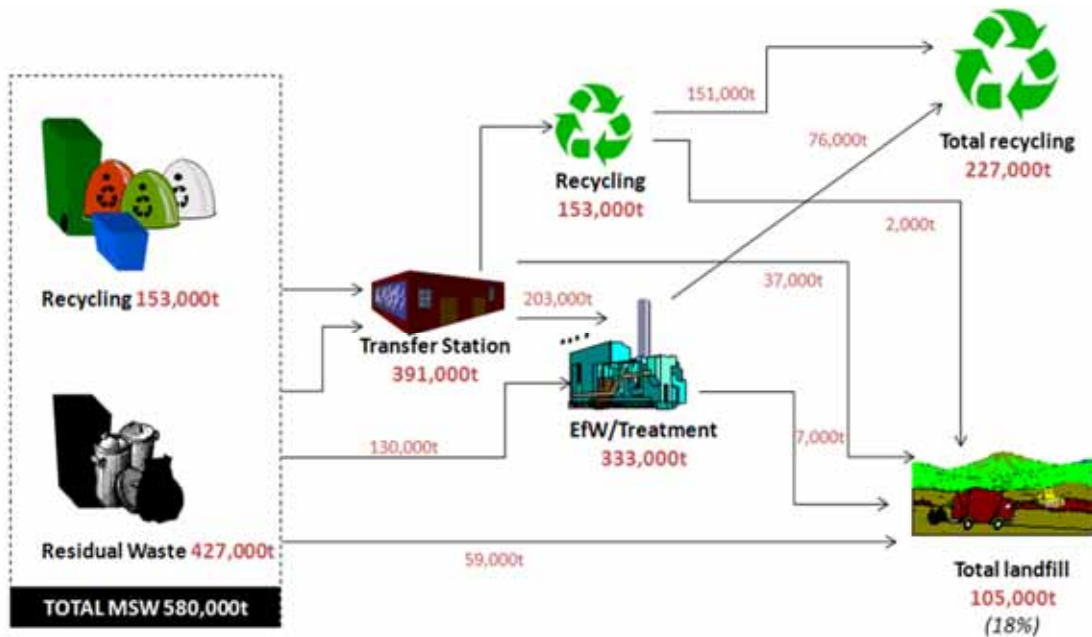 151,000t
76,000t
Total recycling
227,000t
Recycling
153,000t
2,000t
Recycling 153,000t
203,000t
37,000t
Transfer Station
391,000t
EfW/Treatment
333,000t
130,000t
7,000t
Residual Waste 427,000t
59,000t
Total landfill
105,000t
(18%)
TOTAL MSW 580,000t